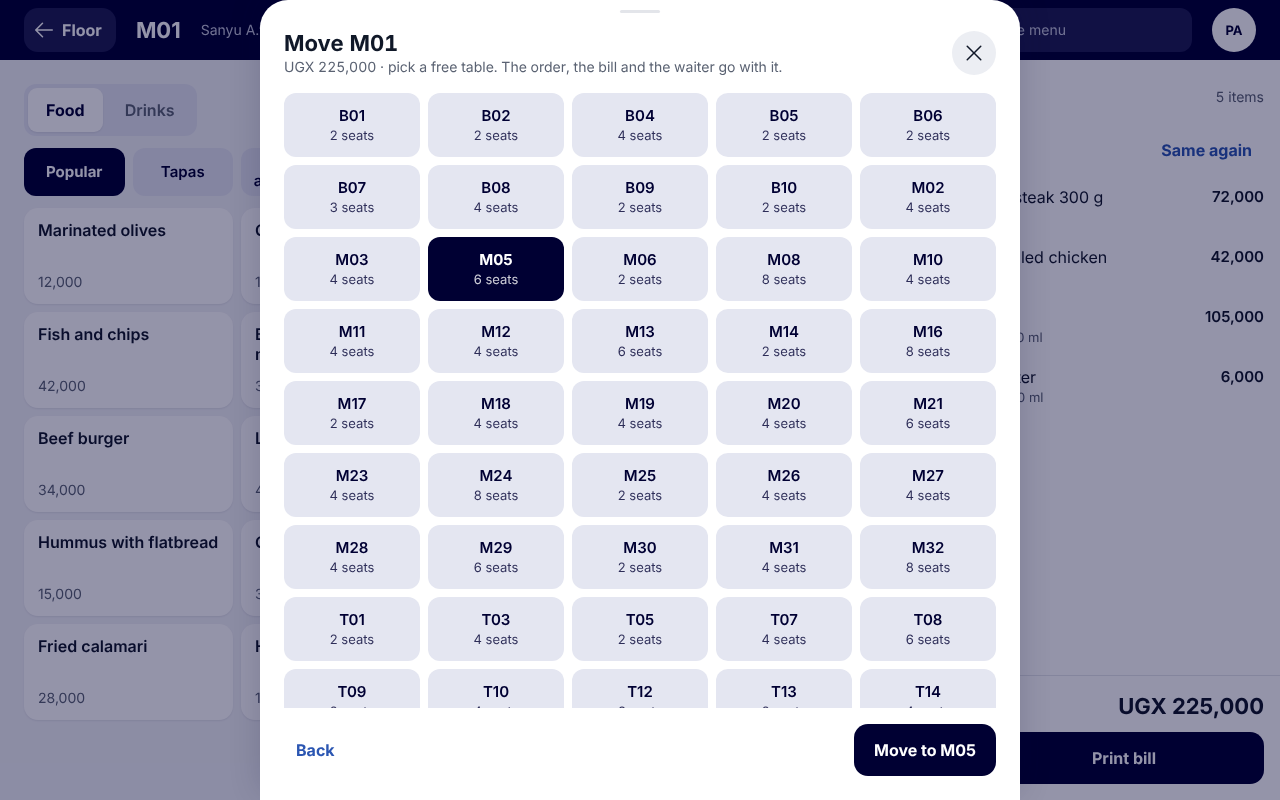 Floor
M01
Sanyu A.
e menu
PA
Move M01
UGX 225,000 · pick a free table. The order, the bill and the waiter go with it.
Food
Drinks
5 items
Popular
Tapas
Same again
Marinated olives
12,000
Fish and chips
42,000
Beef burger
34,000
Hummus with flatbread
15,000
Fried calamari
28,000
B01
2 seats
B02
2 seats
B04
4 seats
B05
2 seats
B06
2 seats
B07
3 seats
B08
4 seats
B09
2 seats
B10
2 seats
M02
4 seats
M03
4 seats
M05
6 seats
M06
2 seats
M08
8 seats
M10
4 seats
M11
4 seats
M12
4 seats
M13
6 seats
M14
2 seats
M16
8 seats
M17
2 seats
M18
4 seats
M19
4 seats
M20
4 seats
M21
6 seats
M23
4 seats
M24
8 seats
M25
2 seats
M26
4 seats
M27
4 seats
M28
4 seats
M29
6 seats
M30
2 seats
M31
4 seats
M32
8 seats
T01
2 seats
T03
4 seats
T05
2 seats
T07
4 seats
T08
6 seats
T09
T10
T12
T13
T14
steak 300 g
72,000
led chicken
42,000
105,000
0 ml
ter
6,000
0 ml
UGX 225,000
Print bill
Back
Move to M05